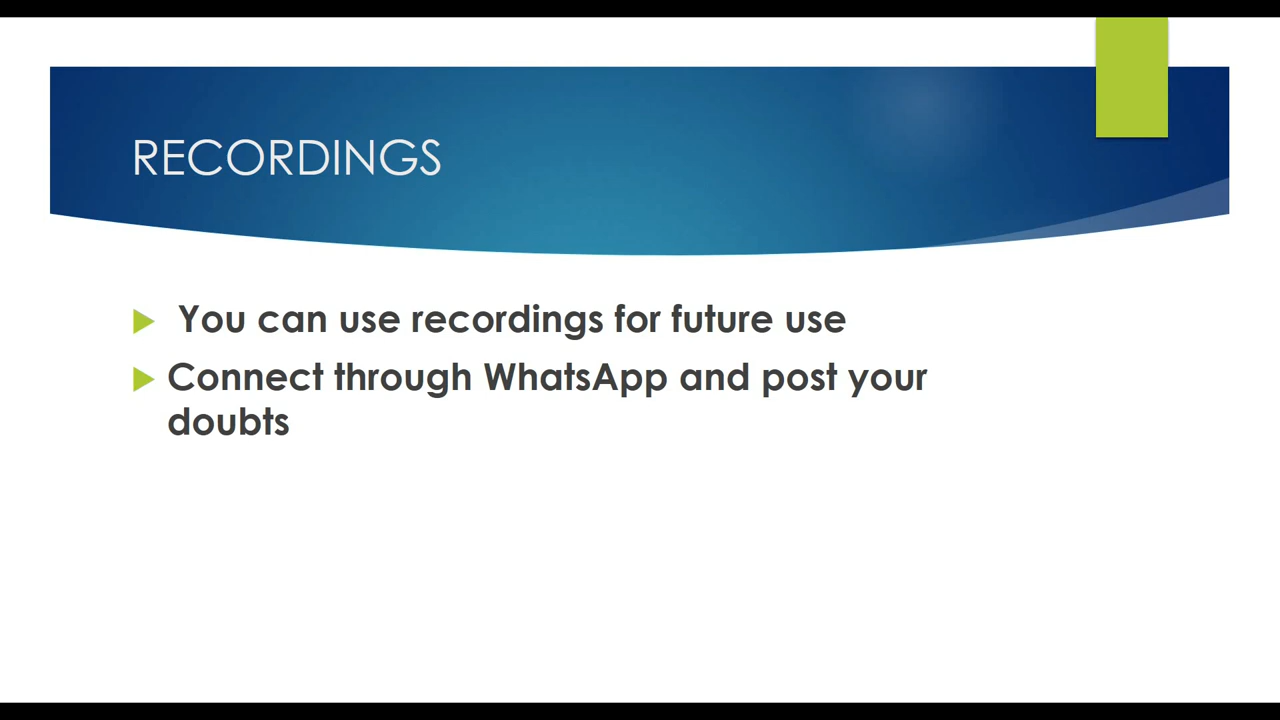 RECORDINGS
You can use recordings for future use
Connect through WhatsApp and post your
doubts